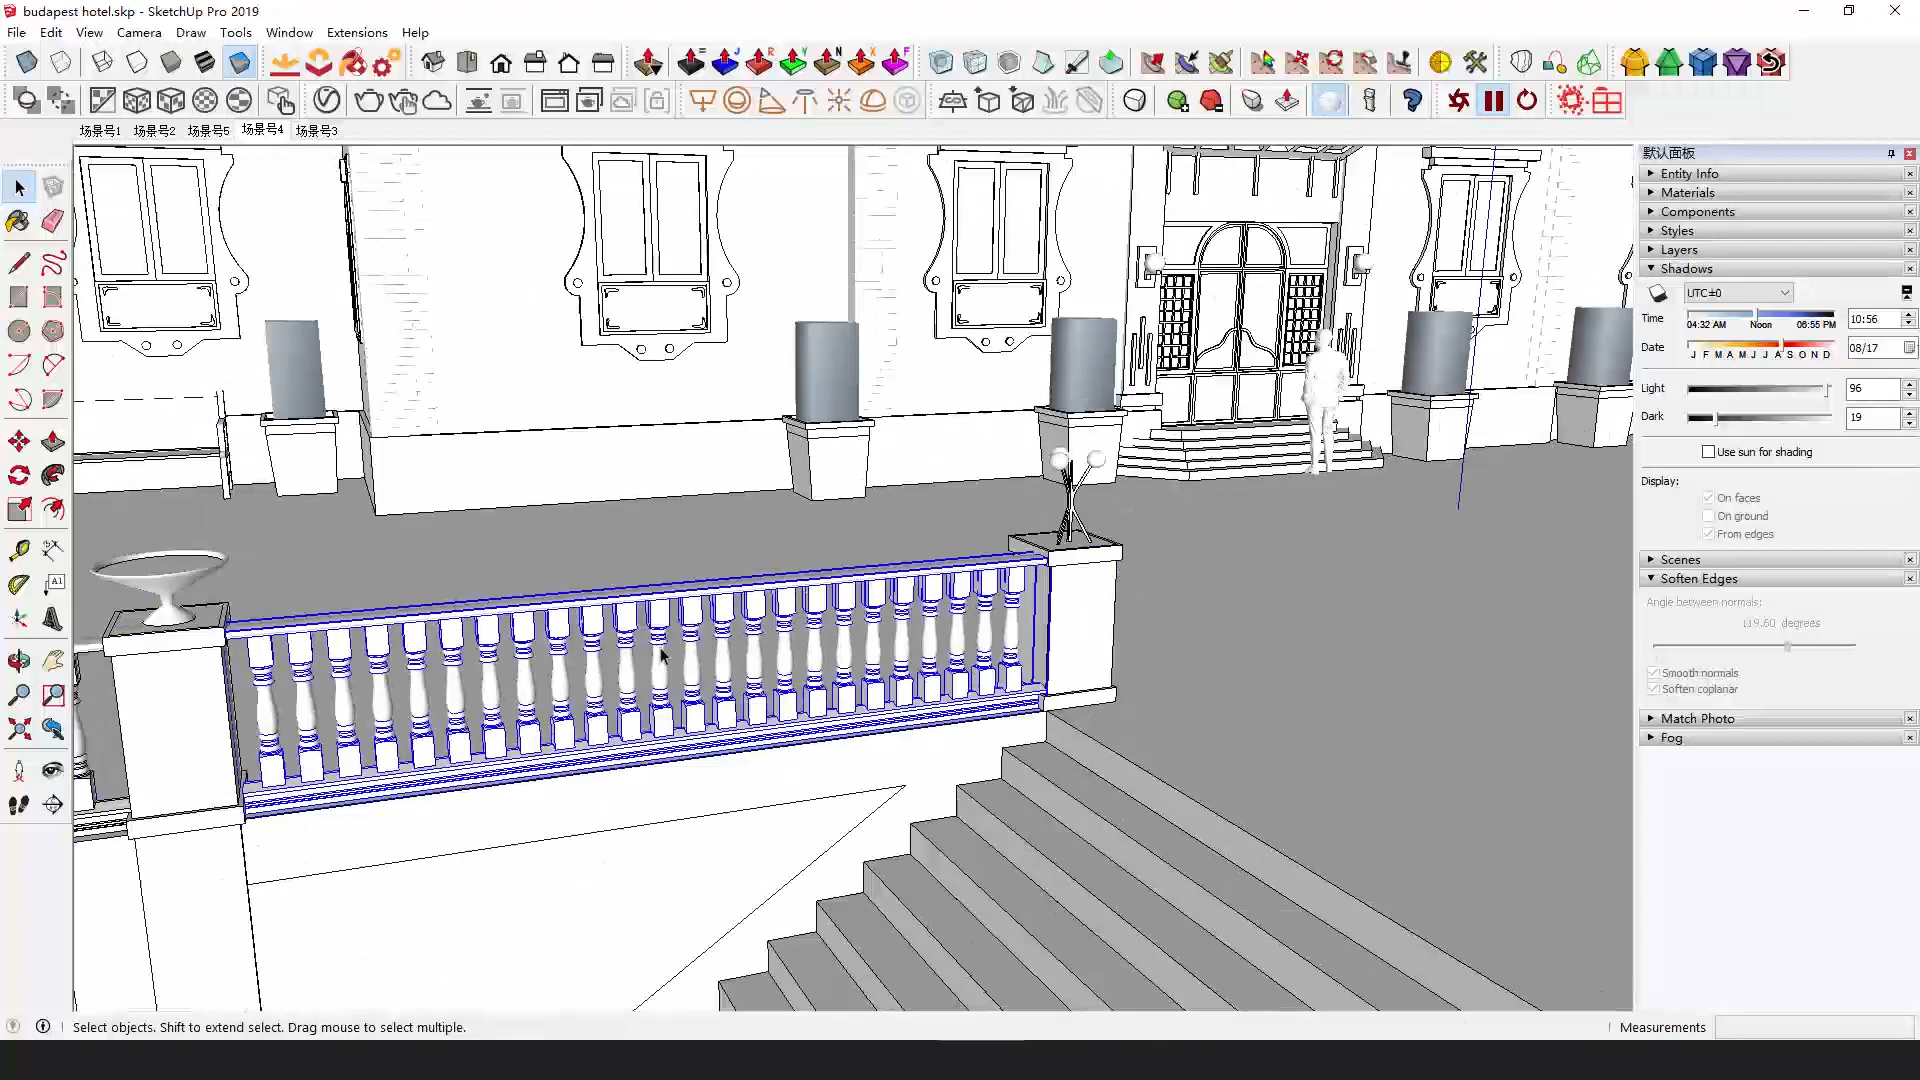 budapest hotel.skp - SketchUp Pro 2019
File Edit View Camera Draw Tools Window Extensions Help
场景号1 场景号2 场景号5 场景号4 场景号3
默认面板
Entity Info
Materials
Components
Styles
Layers
Shadows
UTC±0
Time 04:32 AM Noon 06:55 PM 10:56
Date J F M A M J J A S O N D 08/17
Light 96
Dark 19
Use sun for shading
Display:
On faces
On ground
From edges
Scenes
Soften Edges
Angle between normals:
119.60 degrees
Smooth normals
Soften coplanar
Match Photo
Fog
Select objects. Shift to extend select. Drag mouse to select multiple.
Measurements